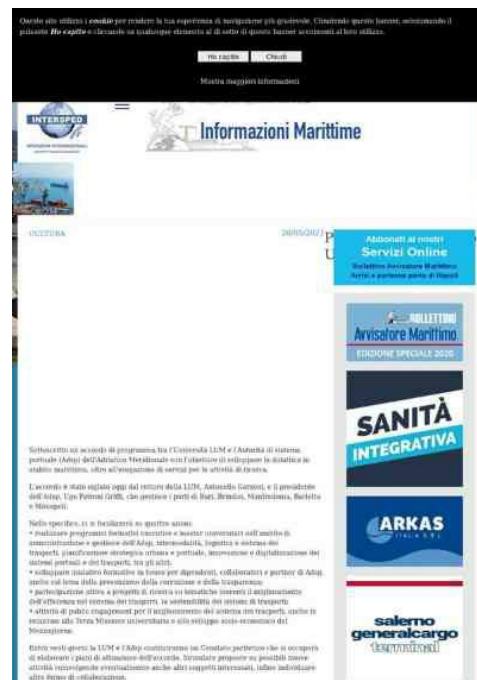 Questo sito utilizza i cookie per rendere la tua esperienza di navigazione più gradevole. Chiudendo questo banner, selezionando il
pulsante Ho capito o cliccando su qualunque elemento al di sotto di questo banner acconsenti al loro utilizzo.
Ho capito Chiudi
Mostra maggiori informazioni
INTERSPED
Informazioni Marittime
CULTURA
26/05/2023
P
U
Abbonati ai nostri
Servizi Online
Bollettino Avvisatore Marittimo
Arrivi e partenze porto di Napoli
BOLLETTINO
Avvisatore Marittimo
EDIZIONE SPECIALE 2020
SANITÀ
INTEGRATIVA
ARKAS
ITALIA S.R.L.
salerno
generalcargo
terminal
Sottoscritto un accordo di programma tra l'Università LUM e l'Autorità di sistema
portuale (Adsp) dell'Adriatico Meridionale con l'obiettivo di sviluppare la didattica in
ambito marittimo, oltre all'erogazione di servizi per le attività di ricerca.
L'accordo è stato siglato oggi dal rettore della LUM, Antonello Garzoni, e il presidente
dell'Adsp, Ugo Patroni Griffi, che gestisce i porti di Bari, Brindisi, Manfredonia, Barletta
e Monopoli.
Nello specifico, ci si focalizzerà su quattro azioni:
• realizzare programmi formativi executive e master universitari nell'ambito di
amministrazione e gestione dell'Adsp, intermodalità, logistica e sistema dei
trasporti, pianificazione strategica urbana e portuale, innovazione e digitalizzazione dei
sistemi portuali e dei trasporti, tra gli altri;
• sviluppare iniziative formative in house per dipendenti, collaboratori e partner di Adsp,
anche sul tema della prevenzione della corruzione e della trasparenza;
• partecipazione attiva a progetti di ricerca su tematiche inerenti il miglioramento
dell'efficienza nel sistema dei trasporti, la sostenibilità dei sistemi di trasporti;
• attività di public engagement per il miglioramento del sistema dei trasporti, anche in
relazione alla Terza Missione universitaria e allo sviluppo socio-economico del
Mezzogiorno.
Entro venti giorni la LUM e l'Adsp costituiranno un Comitato paritetico che si occuperà
di elaborare i piani di attuazione dell'accordo, formulare proposte su possibili nuove
attività coinvolgendo eventualmente anche altri soggetti interessati, infine individuare
altre forme di collaborazione.